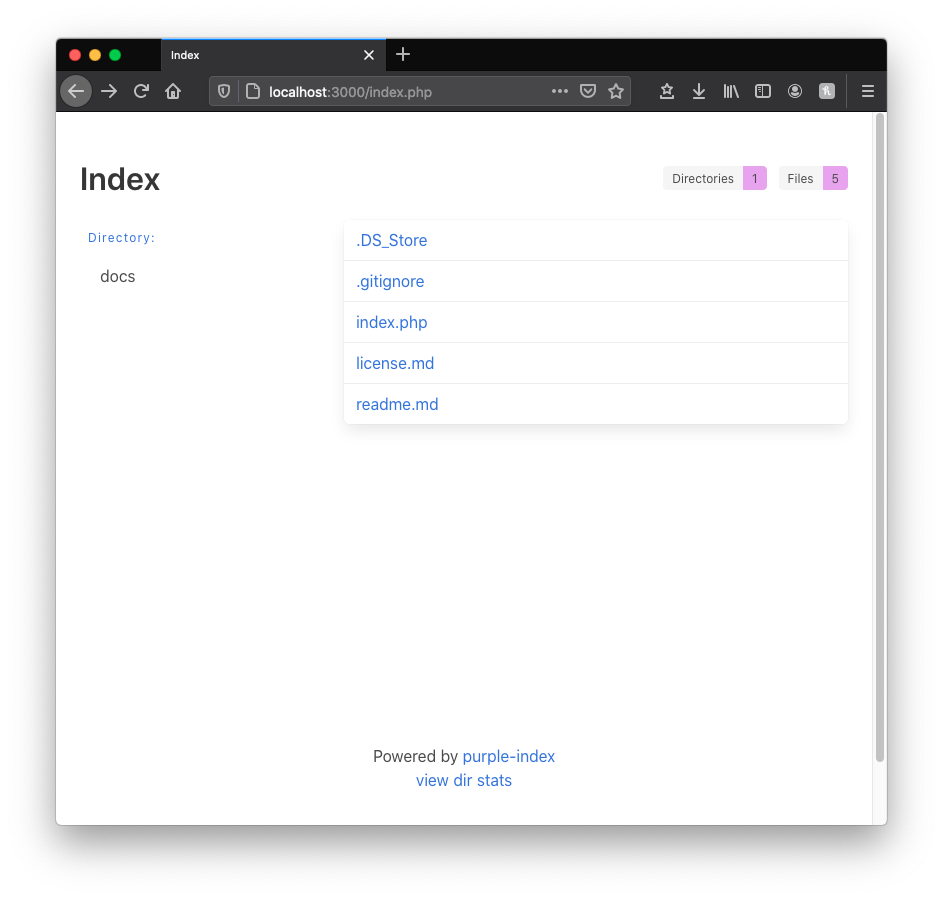 Index
localhost:3000/index.php
Index
Directories 1 Files 5
Directory:
docs
.DS_Store
.gitignore
index.php
license.md
readme.md
Powered by purple-index
view dir stats